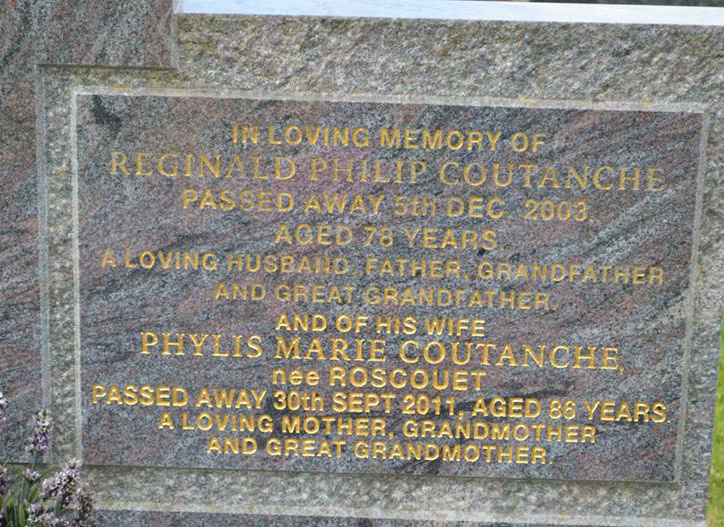 IN LOVING MEMORY OF
REGINALD PHILIP COUTANCHE
PASSED AWAY 5th DEC. 2003,
AGED 78 YEARS.
A LOVING HUSBAND, FATHER, GRANDFATHER
AND GREAT GRANDFATHER.
AND OF HIS WIFE
PHYLIS MARIE COUTANCHE,
née ROSCOUET
PASSED AWAY 30th SEPT 2011, AGED 86 YEARS.
A LOVING MOTHER, GRANDMOTHER
AND GREAT GRANDMOTHER.